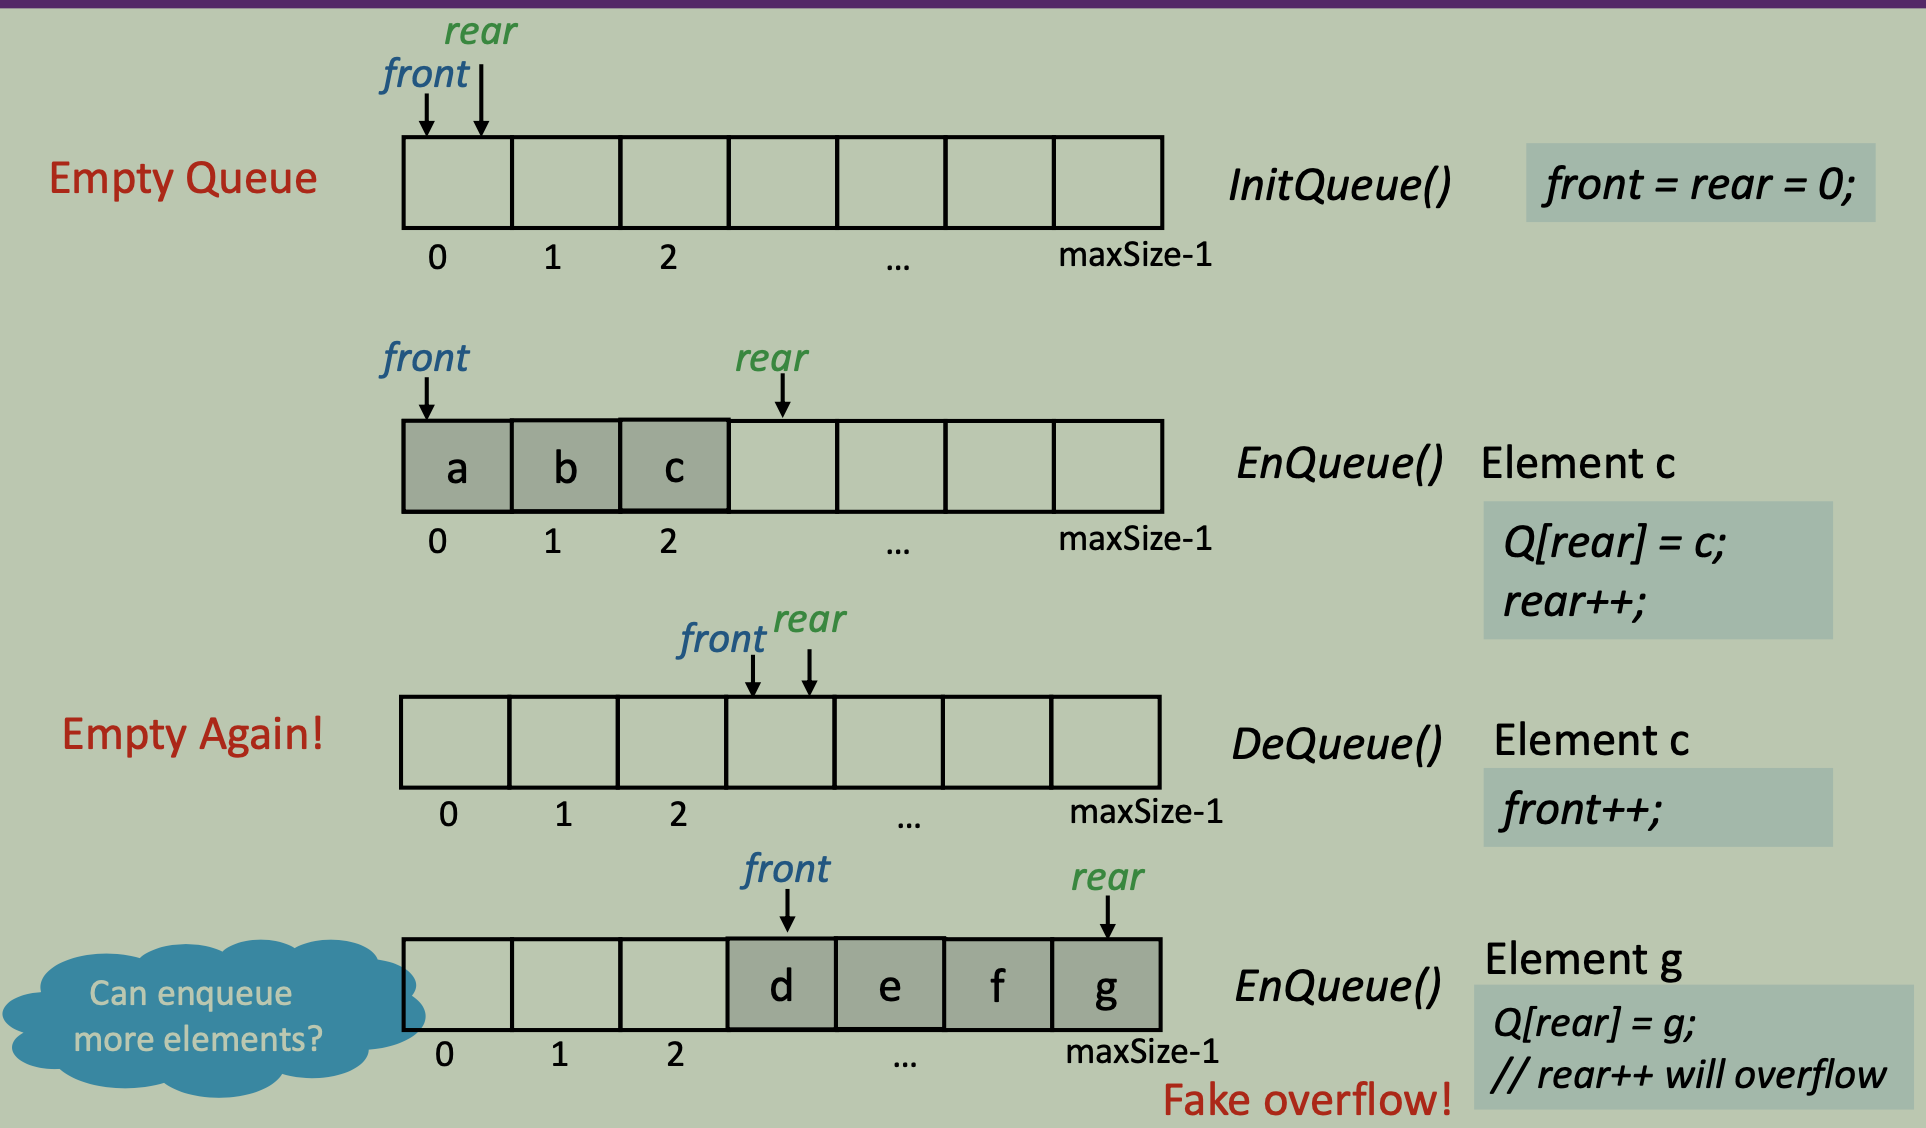 rear
front
Empty Queue
InitQueue()
front = rear = 0;
0 1 2 ... maxSize-1
front rear
a b c
EnQueue() Element c
0 1 2 ... maxSize-1
Q[rear] = c;
rear++;
front rear
Empty Again!
DeQueue() Element c
front++;
0 1 2 ... maxSize-1
front rear
Can enqueue
more elements?
d e f g
EnQueue() Element g
0 1 2 ... maxSize-1
Q[rear] = g;
// rear++ will overflow
Fake overflow!